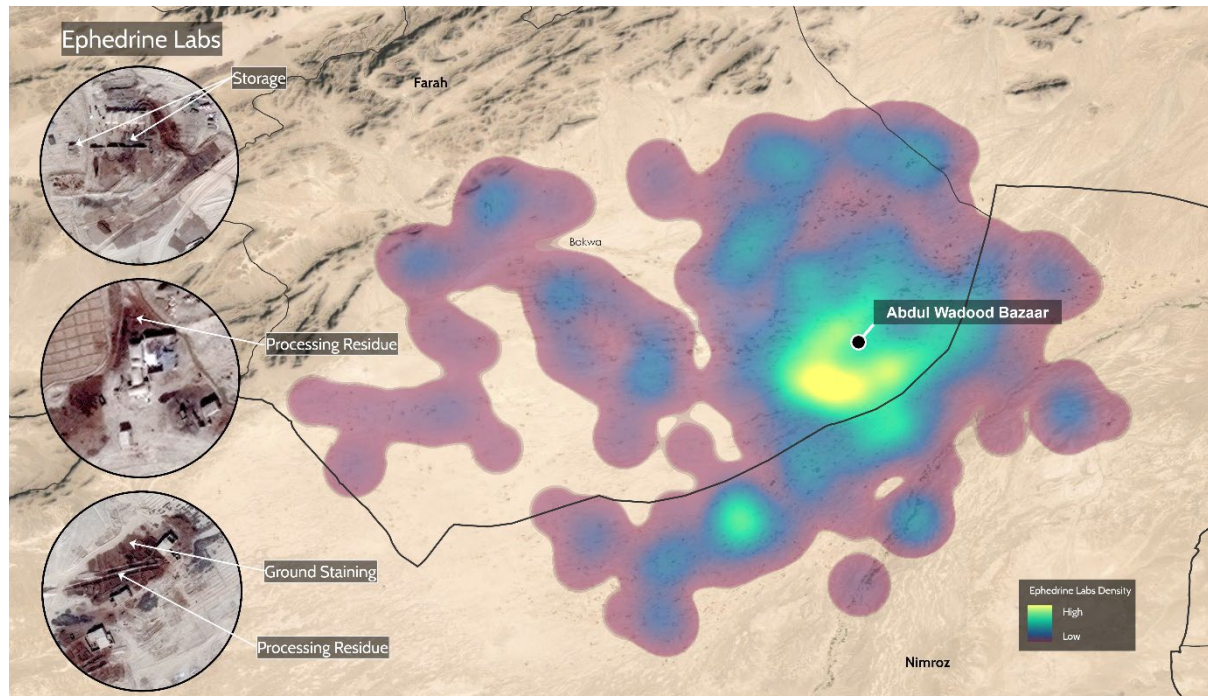 Ephedrine Labs
Storage
Farah
Bakwa
Abdul Wadood Bazaar
Processing Residue
Ground Staining
Processing Residue
Ephedrine Labs Density
High
Low
Nimroz